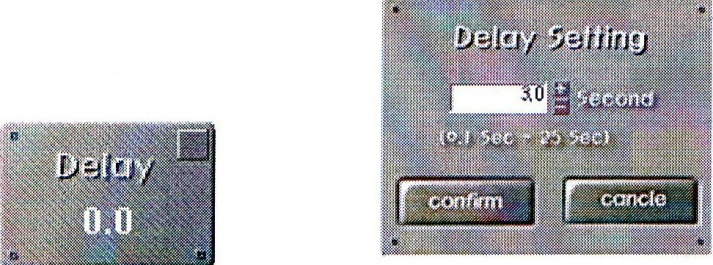 Delay
0.0
Delay Setting
3.0 + Second
-
(0.1 Sec - 25 Sec)
confirm
cancle